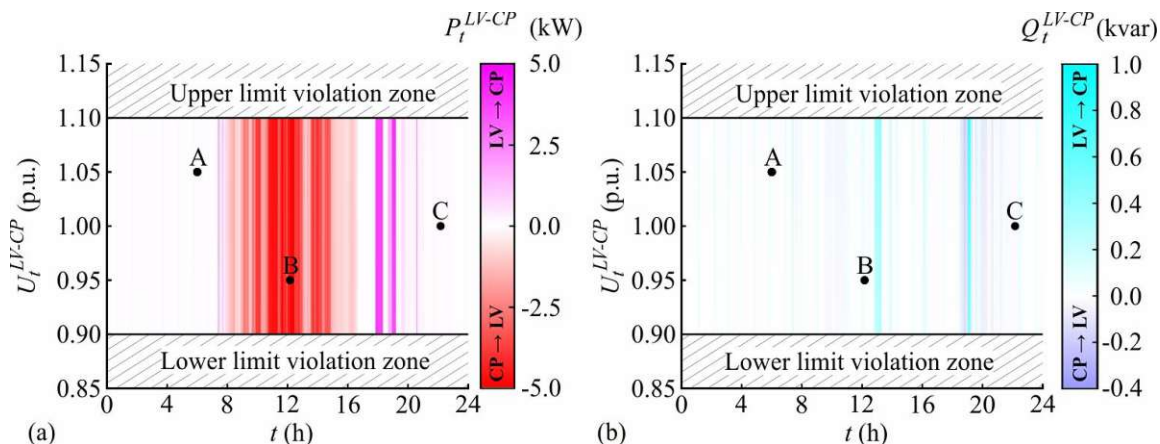 P_t^{LV-CP} (kW)
1.15
1.10
1.05
1.00
0.95
0.90
0.85
U_t^{LV-CP} (p.u.)
Upper limit violation zone
A
B
C
Lower limit violation zone
0 4 8 12 16 20 24
t (h)
(a)
5.0
2.5
0.0
-2.5
-5.0
LV → CP
CP → LV
Q_t^{LV-CP} (kvar)
1.15
1.10
1.05
1.00
0.95
0.90
0.85
U_t^{LV-CP} (p.u.)
Upper limit violation zone
A
B
C
Lower limit violation zone
0 4 8 12 16 20 24
t (h)
(b)
1.0
0.8
0.6
0.4
0.2
0.0
-0.2
-0.4
LV → CP
CP → LV